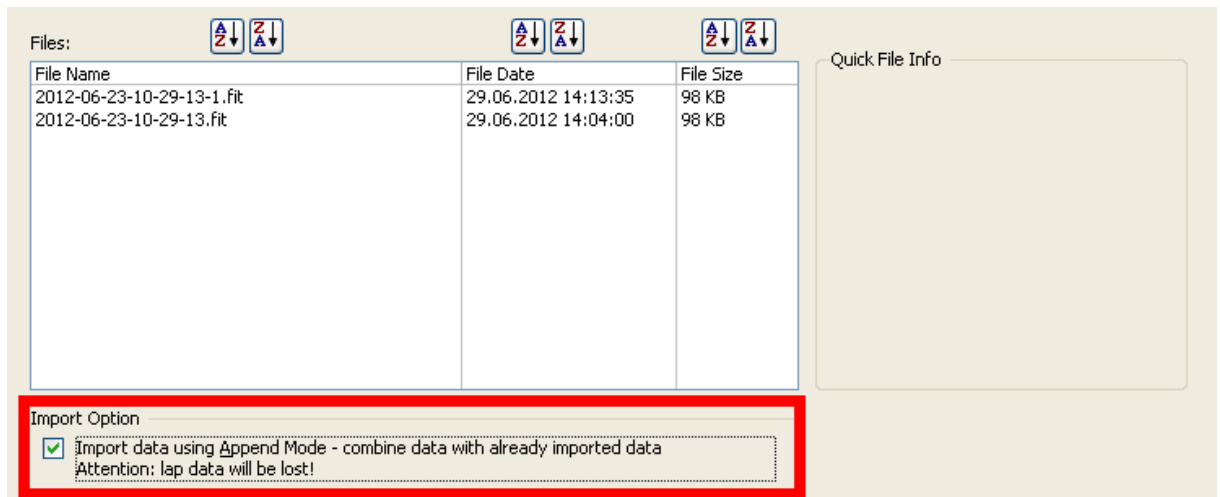 Files:
A Z Z A A Z Z A A Z Z A
Quick File Info
File Name File Date File Size
2012-06-23-10-29-13-1.fit 29.06.2012 14:13:35 98 KB
2012-06-23-10-29-13.fit 29.06.2012 14:04:00 98 KB
Import Option
Import data using Append Mode - combine data with already imported data
Attention: lap data will be lost!